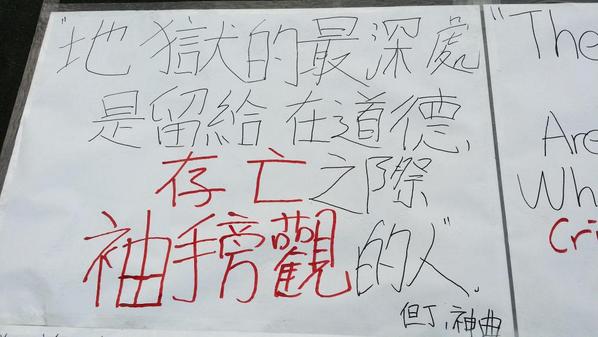 "地獄的最深處
是留給在道德,
存亡之際
袖手旁觀的人".
但丁,神曲
"The
Are
Wh
Cri